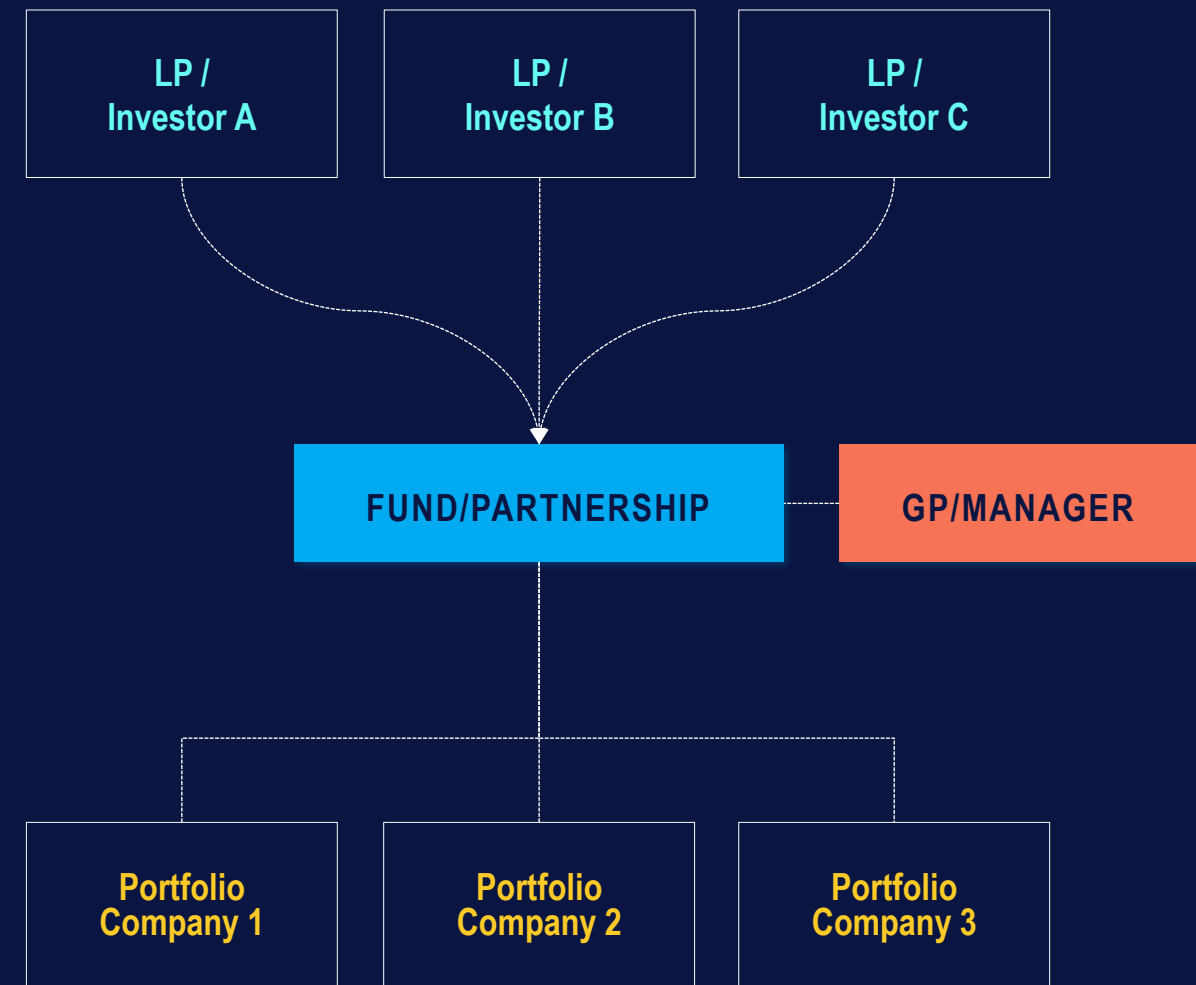 LP /
Investor A
LP /
Investor B
LP /
Investor C
FUND/PARTNERSHIP
GP/MANAGER
Portfolio
Company 1
Portfolio
Company 2
Portfolio
Company 3